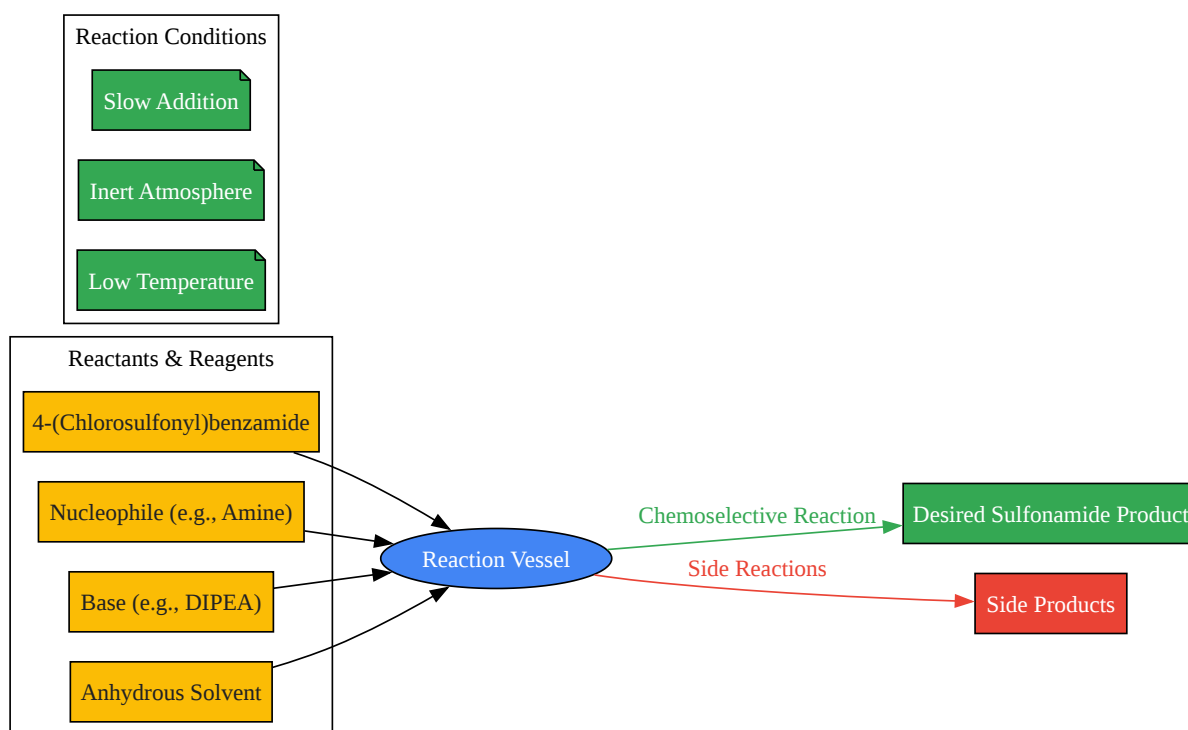 Reaction Conditions
Slow Addition
Inert Atmosphere
Low Temperature
Reactants & Reagents
4-(Chlorosulfonyl)benzamide
Nucleophile (e.g., Amine)
Base (e.g., DIPEA)
Anhydrous Solvent
Reaction Vessel
Chemoselective Reaction
Side Reactions
Desired Sulfonamide Product
Side Products